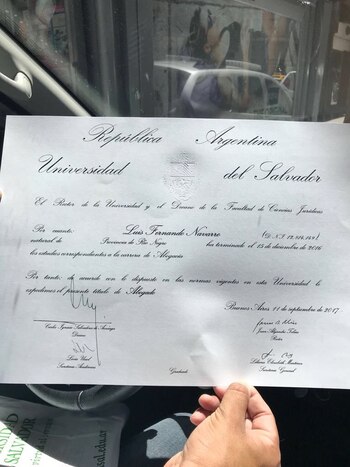 República Argentina
Universidad del Salvador
El Rector de la Universidad y el Decano de la Facultad de Ciencias Jurídicas
Por cuanto: Luis Fernando Navarro (D.N.I.
natural de Provincia de Río Negro ha terminado el 15 de diciembre de 2016
los estudios correspondientes a la carrera de Abogado
Por tanto: de acuerdo con lo dispuesto en las normas vigentes en esta Universidad le
expedimos el presente título de Abogado
Buenos Aires 11 de septiembre de 2017
Decano
Rector
Secretaria Académica
Secretaria General
Graduado
SALVADOR